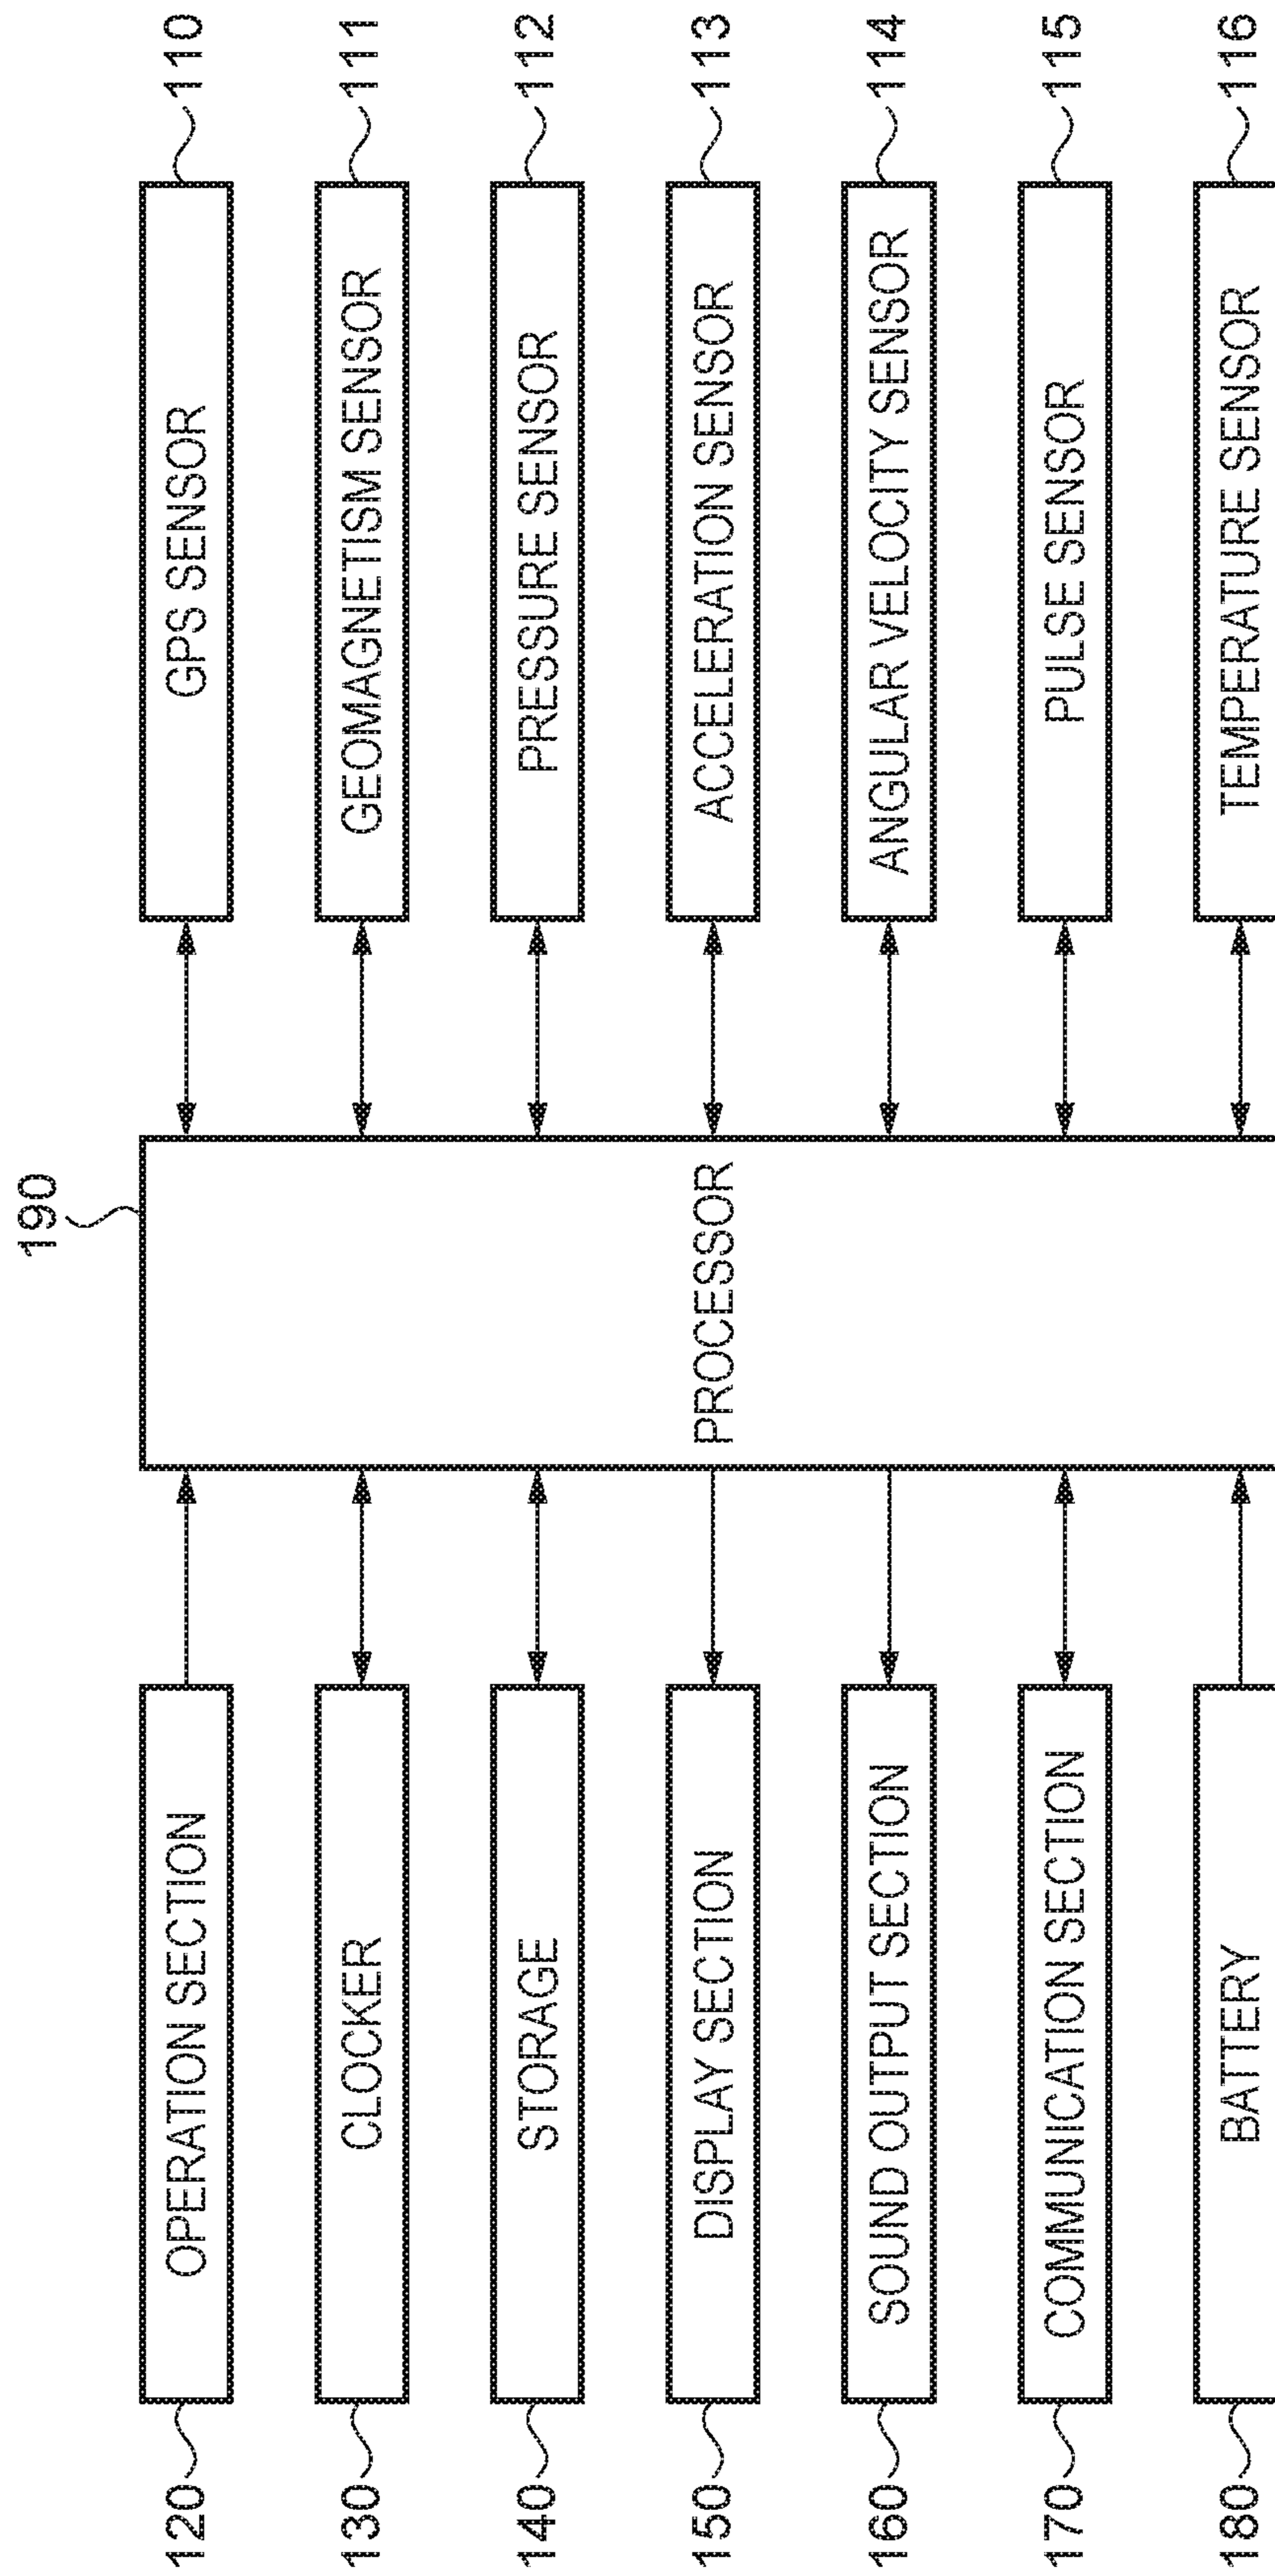 190
120 OPERATION SECTION
PROCESSOR
GPS SENSOR 110
130 CLOCKER
GEOMAGNETISM SENSOR 111
140 STORAGE
PRESSURE SENSOR 112
150 DISPLAY SECTION
ACCELERATION SENSOR 113
160 SOUND OUTPUT SECTION
ANGULAR VELOCITY SENSOR 114
170 COMMUNICATION SECTION
PULSE SENSOR 115
180 BATTERY
TEMPERATURE SENSOR 116